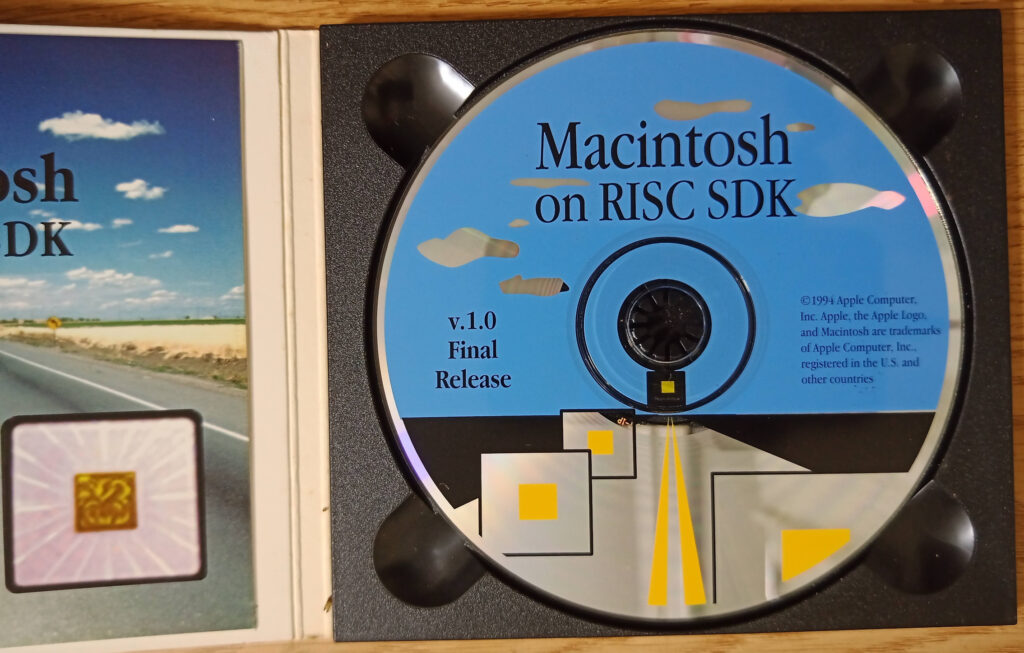 osh
DK
Macintosh
on RISC SDK
v.1.0
Final
Release
©1994 Apple Computer,
Inc. Apple, the Apple Logo,
and Macintosh are trademarks
of Apple Computer, Inc.,
registered in the U.S. and
other countries